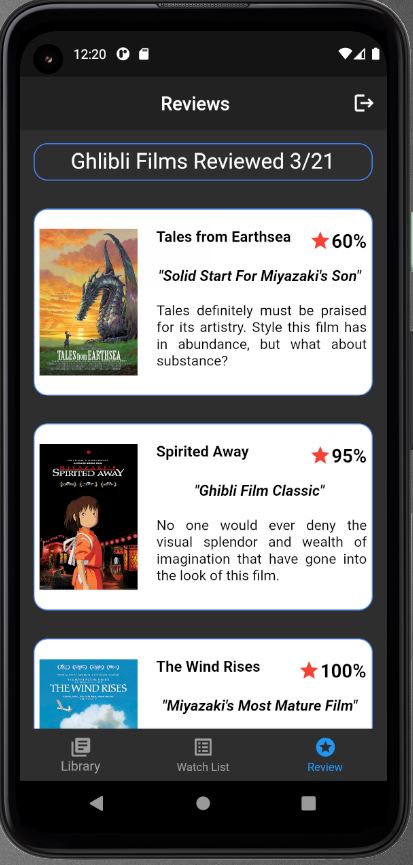 12:20
Reviews
Ghlibli Films Reviewed 3/21
Tales from Earthsea
60%
"Solid Start For Miyazaki's Son"
Tales definitely must be praised
for its artistry. Style this film has
in abundance, but what about
substance?
TALES from EARTHSEA
Spirited Away
95%
"Ghibli Film Classic"
No one would ever deny the
visual splendor and wealth of
imagination that have gone into
the look of this film.
SPIRITED AWAY
The Wind Rises
100%
"Miyazaki's Most Mature Film"
THE WIND RISES
Library
Watch List
Review